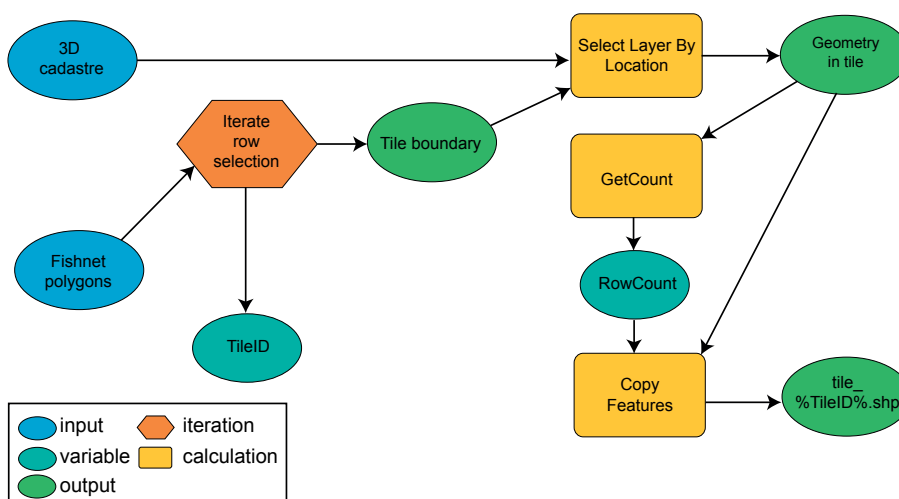 3D
cadastre
Select Layer By
Location
Geometry
in tile
Iterate
row
selection
Tile boundary
GetCount
Fishnet
polygons
RowCount
TileID
Copy
Features
tile_
%TileID%.shp
input
iteration
variable
calculation
output